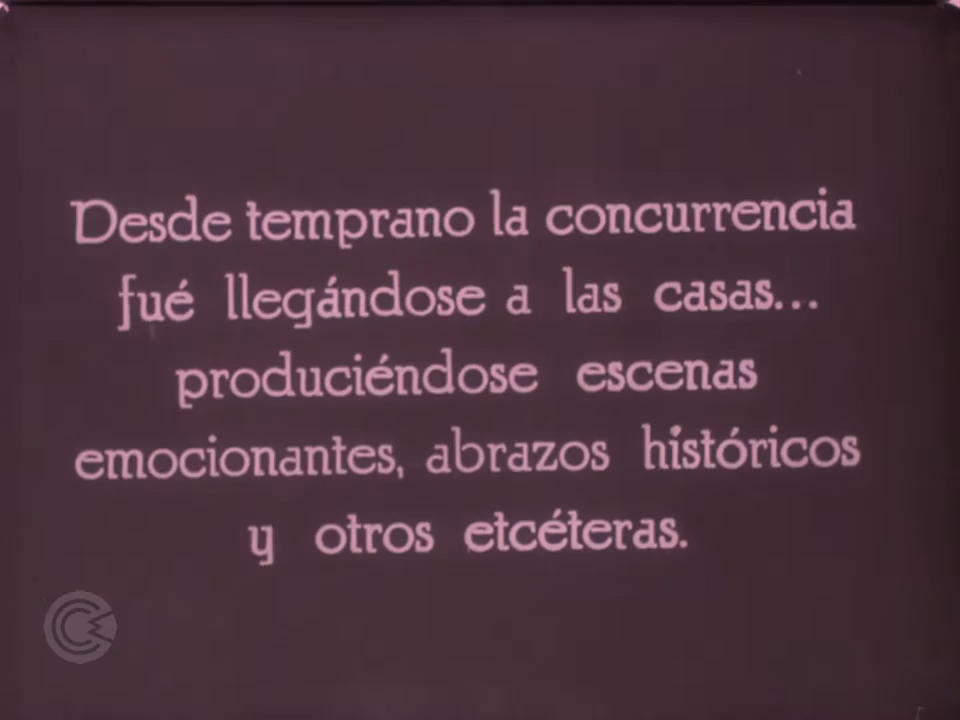 Desde temprano la concurrencia
fué llegándose a las casas...
produciéndose escenas
emocionantes, abrazos históricos
y otros etcéteras.